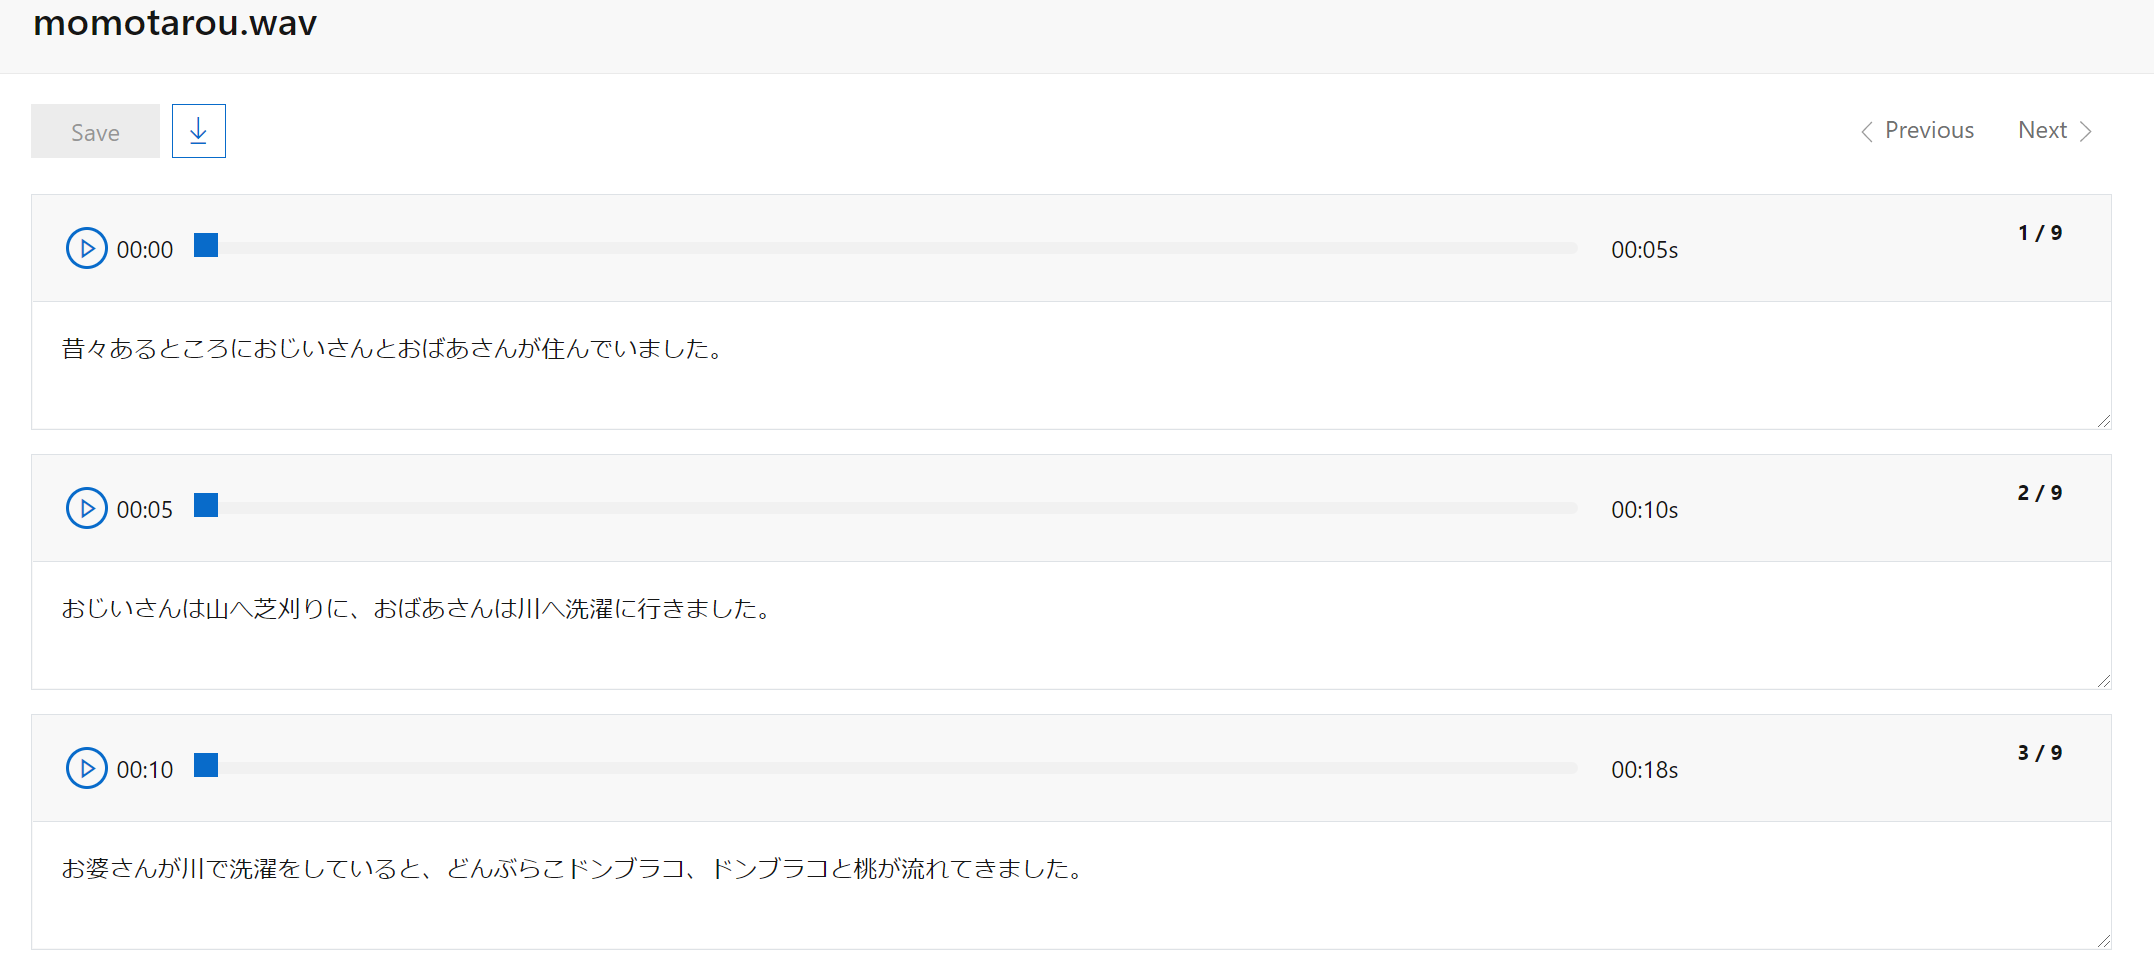 momotarou.wav
Save
Previous Next
00:00 00:05s 1 / 9
昔々あるところにおじいさんとおばあさんが住んでいました。
00:05 00:10s 2 / 9
おじいさんは山へ芝刈りに、おばあさんは川へ洗濯に行きました。
00:10 00:18s 3 / 9
お婆さんが川で洗濯をしていると、どんぶらこドンブラコ、ドンブラコと桃が流れてきました。